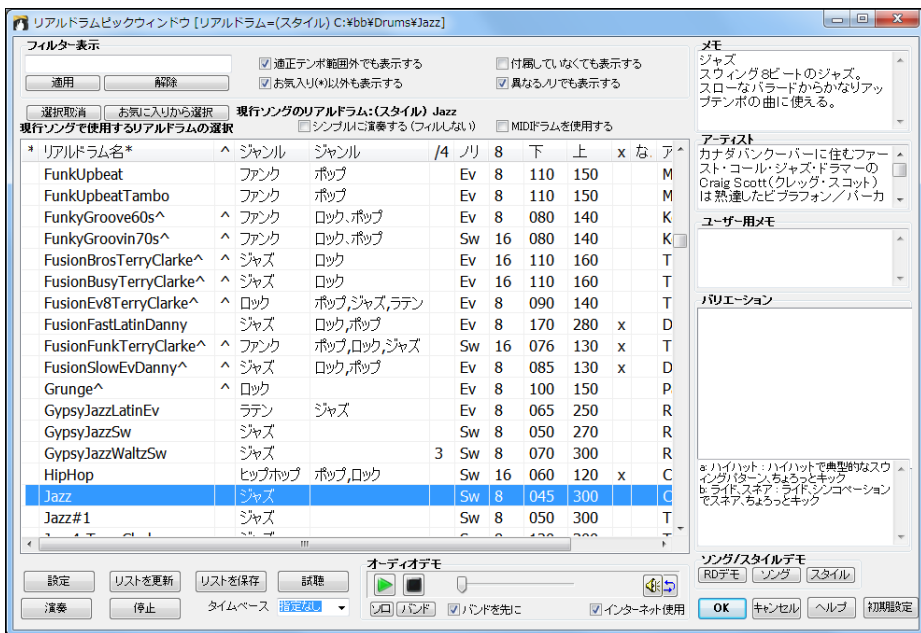 リアルドラムピックウィンドウ [リアルドラム=(スタイル) C:¥bb¥Drums¥Jazz]
フィルター表示
適正テンポ範囲外でも表示する
付属していなくても表示する
適用
解除
お気入り(*)以外も表示する
異なるノリでも表示する
選択取消
お気に入りから選択
現行ソングのリアルドラム:(スタイル) Jazz
現行ソングで使用するリアルドラムの選択
シンプルに演奏する(フィルしない)
MIDIドラムを使用する
* リアルドラム名* ^ ジャンル ジャンル /4 ノリ 8 下 上 x な. ア
FunkUpbeat ファンク ポップ Ev 8 110 150 M
FunkUpbeatTambo ファンク ポップ Ev 8 110 150 M
FunkyGroove60s^ ^ ファンク ロック、ポップ Ev 8 080 140 K
FunkyGroovin70s^ ^ ファンク ロック、ポップ Sw 16 080 140 K
FusionBrosTerryClarke^ ^ ジャズ ロック Ev 16 110 160 T
FusionBusyTerryClarke^ ^ ジャズ ロック Ev 16 110 160 T
FusionEv8TerryClarke^ ^ ロック ポップ,ジャズ,ラテン Ev 8 090 140 T
FusionFastLatinDanny ジャズ ロック,ポップ Ev 8 170 280 x D
FusionFunkTerryClarke^ ^ ファンク ポップ,ロック,ジャズ Sw 16 076 130 x T
FusionSlowEvDanny^ ^ ジャズ ロック,ポップ Ev 8 085 130 x D
Grunge^ ^ ロック Ev 8 100 150 P
GypsyJazzLatinEv ラテン ジャズ Ev 8 065 250 R
GypsyJazzSw ジャズ Sw 8 050 270 R
GypsyJazzWaltzSw ジャズ 3 Sw 8 070 300 R
HipHop ヒップホップ ポップ,ロック Sw 16 060 120 x C
Jazz ジャズ Sw 8 045 300 C
Jazz#1 ジャズ Sw 8 050 300 T
設定
リストを更新
リストを保存
試聴
演奏
停止
タイムベース 指定なし
オーディオデモ
ソロ
バンド
バンドを先に
インターネット使用
メモ
ジャズ
スウィング8ビートのジャズ。
スローなバラードからかなりアッ
プテンポの曲に使える。
アーティスト
カナダバンクーバーに住むファー
スト・コール・ジャズ・ドラマーの
Craig Scott(クレッグ・スコット)
は熟達したビブラフォン/パーカ
ユーザー用メモ
バリエーション
a: ハイハット : ハイハットで典型的なスウ
ィングパターン、ちょろっとキック
b: ライド、スネア : ライド、シンコペーション
でスネア、ちょろっとキック
ソング/スタイルデモ
RDデモ
ソング
スタイル
OK
キャンセル
ヘルプ
初期設定